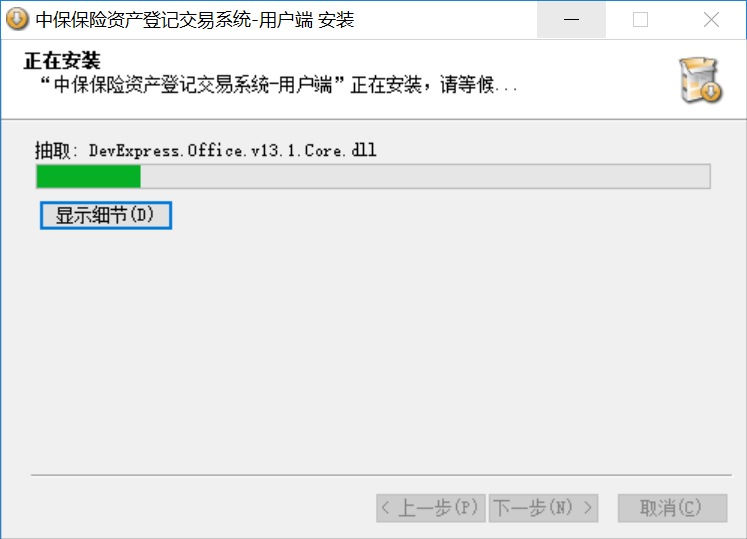 中保保险资产登记交易系统-用户端 安装
正在安装
“中保保险资产登记交易系统-用户端”正在安装，请等候...
抽取: DevExpress.Office.v13.1.Core.dll
显示细节(D)
< 上一步(P) 下一步(N) > 取消(C)